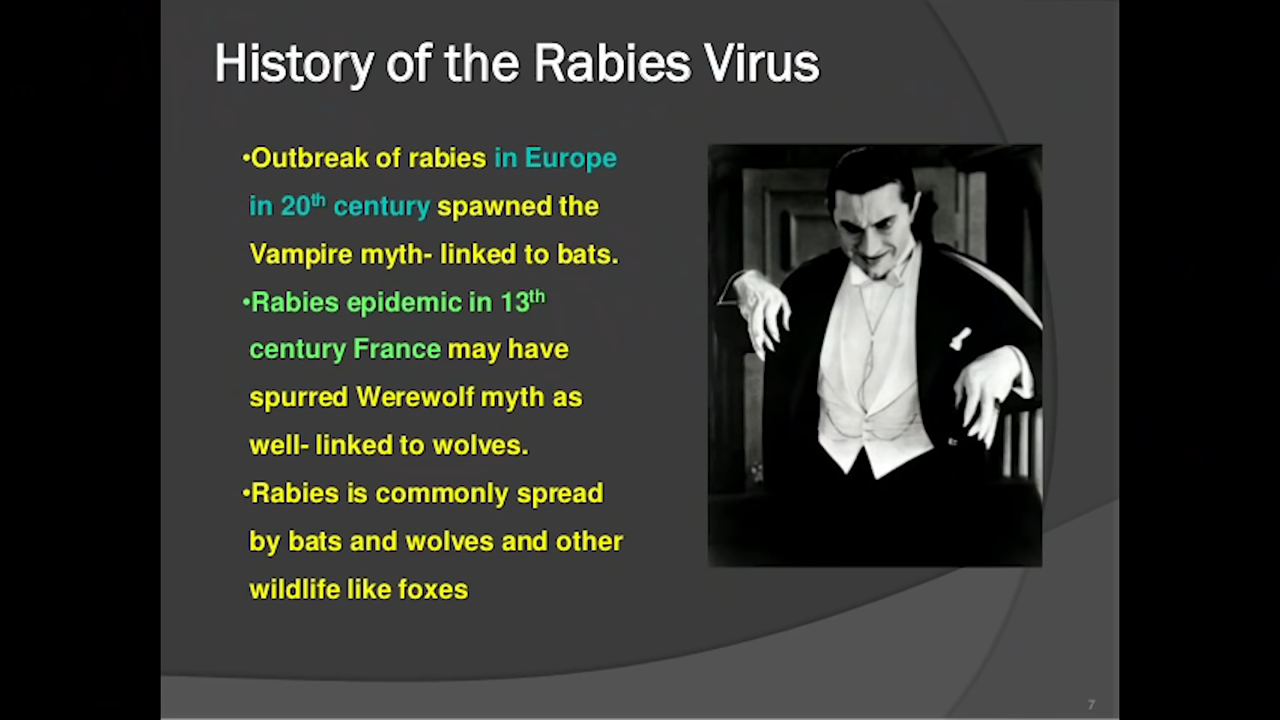 History of the Rabies Virus
•Outbreak of rabies in Europe
in 20th century spawned the
Vampire myth- linked to bats.
•Rabies epidemic in 13th
century France may have
spurred Werewolf myth as
well- linked to wolves.
•Rabies is commonly spread
by bats and wolves and other
wildlife like foxes
7